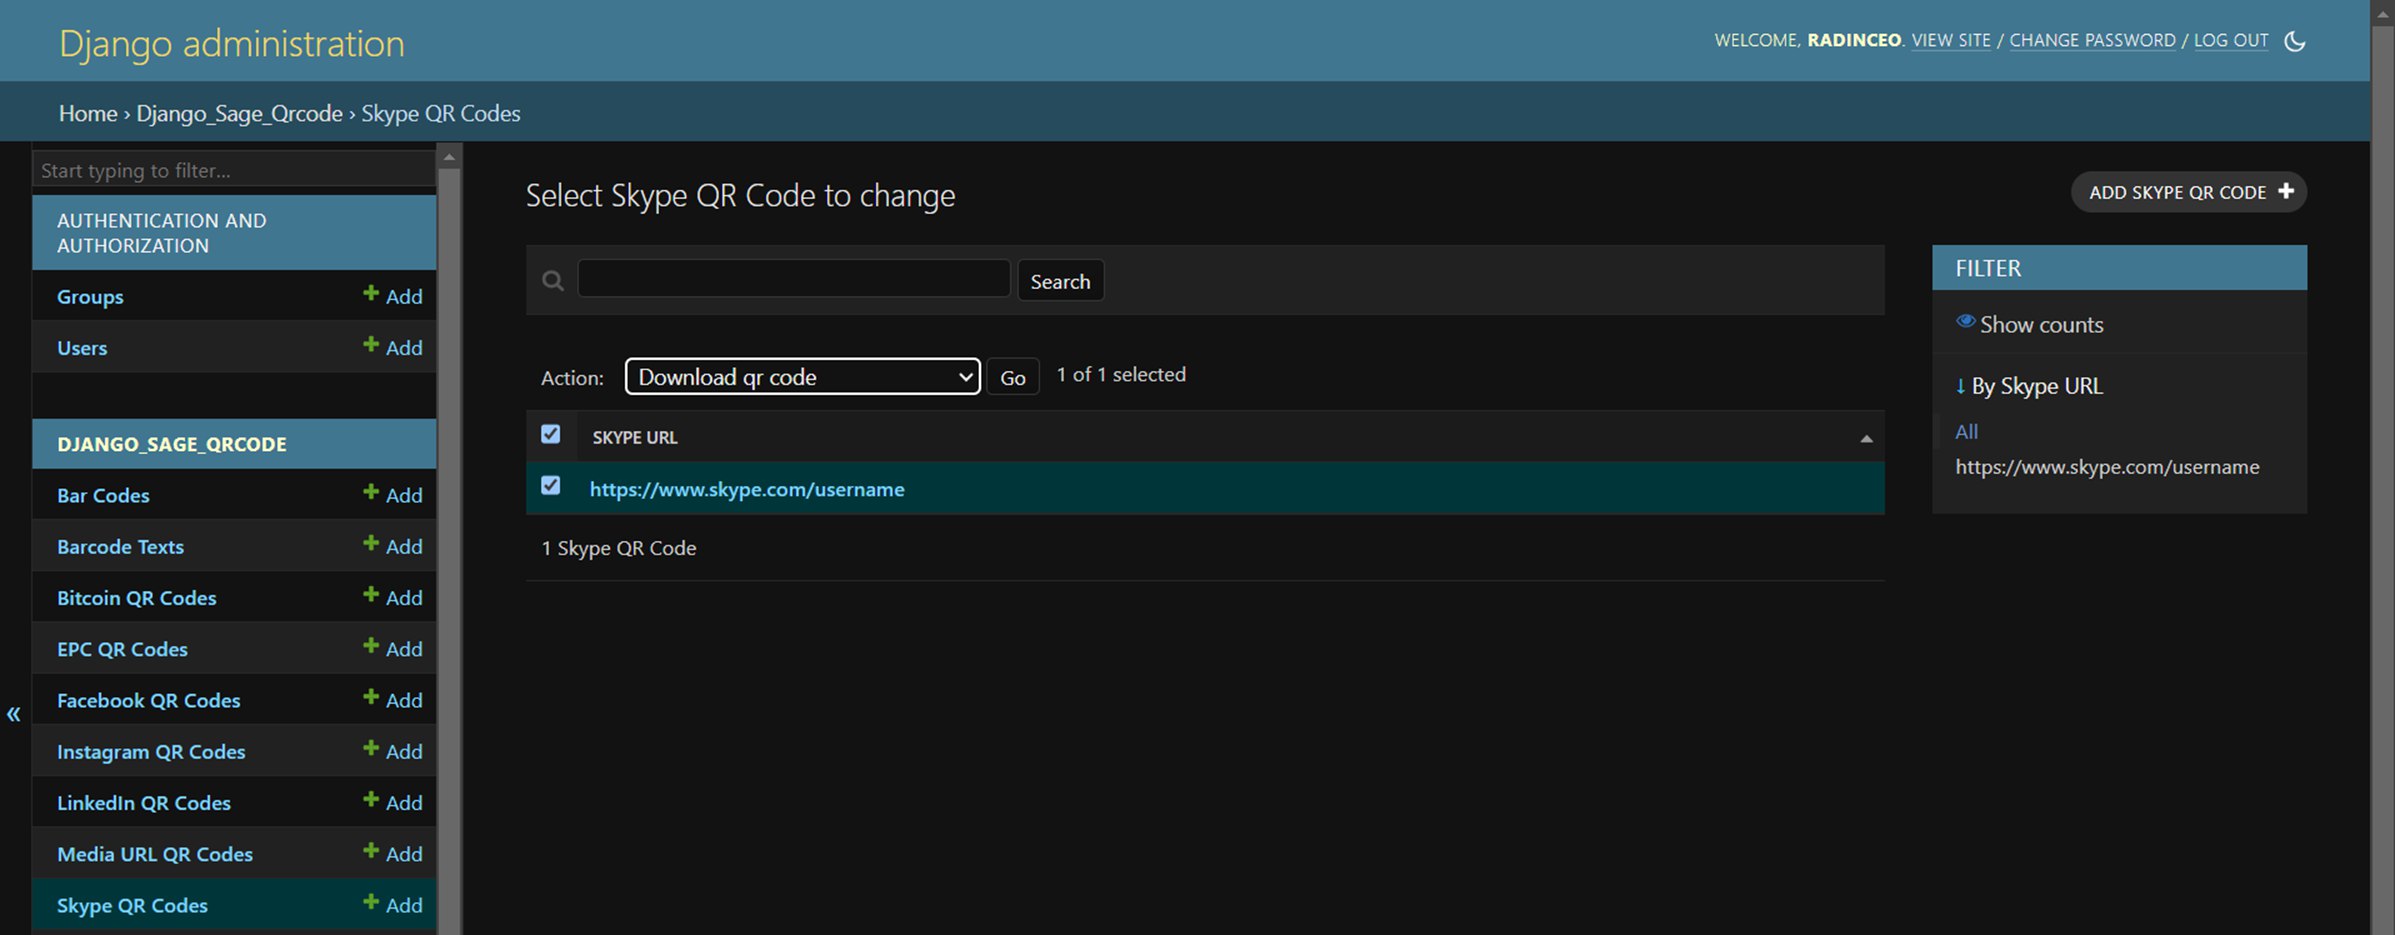 Django administration
WELCOME, RADINCEO. VIEW SITE / CHANGE PASSWORD / LOG OUT
Home › Django_Sage_Qrcode › Skype QR Codes
Start typing to filter...
AUTHENTICATION AND
AUTHORIZATION
Groups + Add
Users + Add
DJANGO_SAGE_QRCODE
Bar Codes + Add
Barcode Texts + Add
Bitcoin QR Codes + Add
EPC QR Codes + Add
Facebook QR Codes + Add
« Instagram QR Codes + Add
LinkedIn QR Codes + Add
Media URL QR Codes + Add
Skype QR Codes + Add
Select Skype QR Code to change
ADD SKYPE QR CODE +
Search
Action: Download qr code Go 1 of 1 selected
SKYPE URL
https://www.skype.com/username
1 Skype QR Code
FILTER
Show counts
↓ By Skype URL
All
https://www.skype.com/username